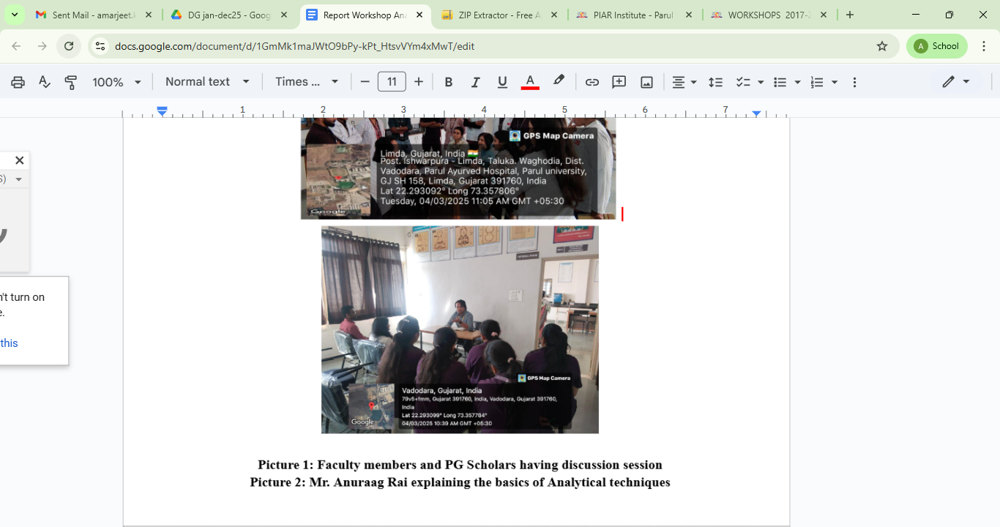 Sent Mail - amarjeet.k
DG jan-dec25 - Goog
Report Workshop Ana
ZIP Extractor - Free A
PIAR Institute - Parul
WORKSHOPS 2017-2
docs.google.com/document/d/1GmMk1maJWtO9bPy-kPt_HtsvVYm4xMwT/edit
A School
100% Normal text Times ... 11 B I U A
1 2 3 4 5 6 7
S)
GPS Map Camera
Limda, Gujarat, India
Post. Ishwarpura - Limda, Taluka. Waghodia, Dist.
Vadodara, Parul Ayurved Hospital, Parul university,
GJ SH 158, Limda, Gujarat 391760, India
Lat 22.293092° Long 73.357806°
Tuesday, 04/03/2025 11:05 AM GMT +05:30
Google
n't turn on
e.
this
GPS Map Camera
Vadodara, Gujarat, India
79v5+fmm, Gujarat 391760, India, Vadodara, Gujarat 391760,
India
Lat 22.293099° Long 73.357784°
04/03/2025 10:39 AM GMT +05:30
Google
Picture 1: Faculty members and PG Scholars having discussion session
Picture 2: Mr. Anuraag Rai explaining the basics of Analytical techniques